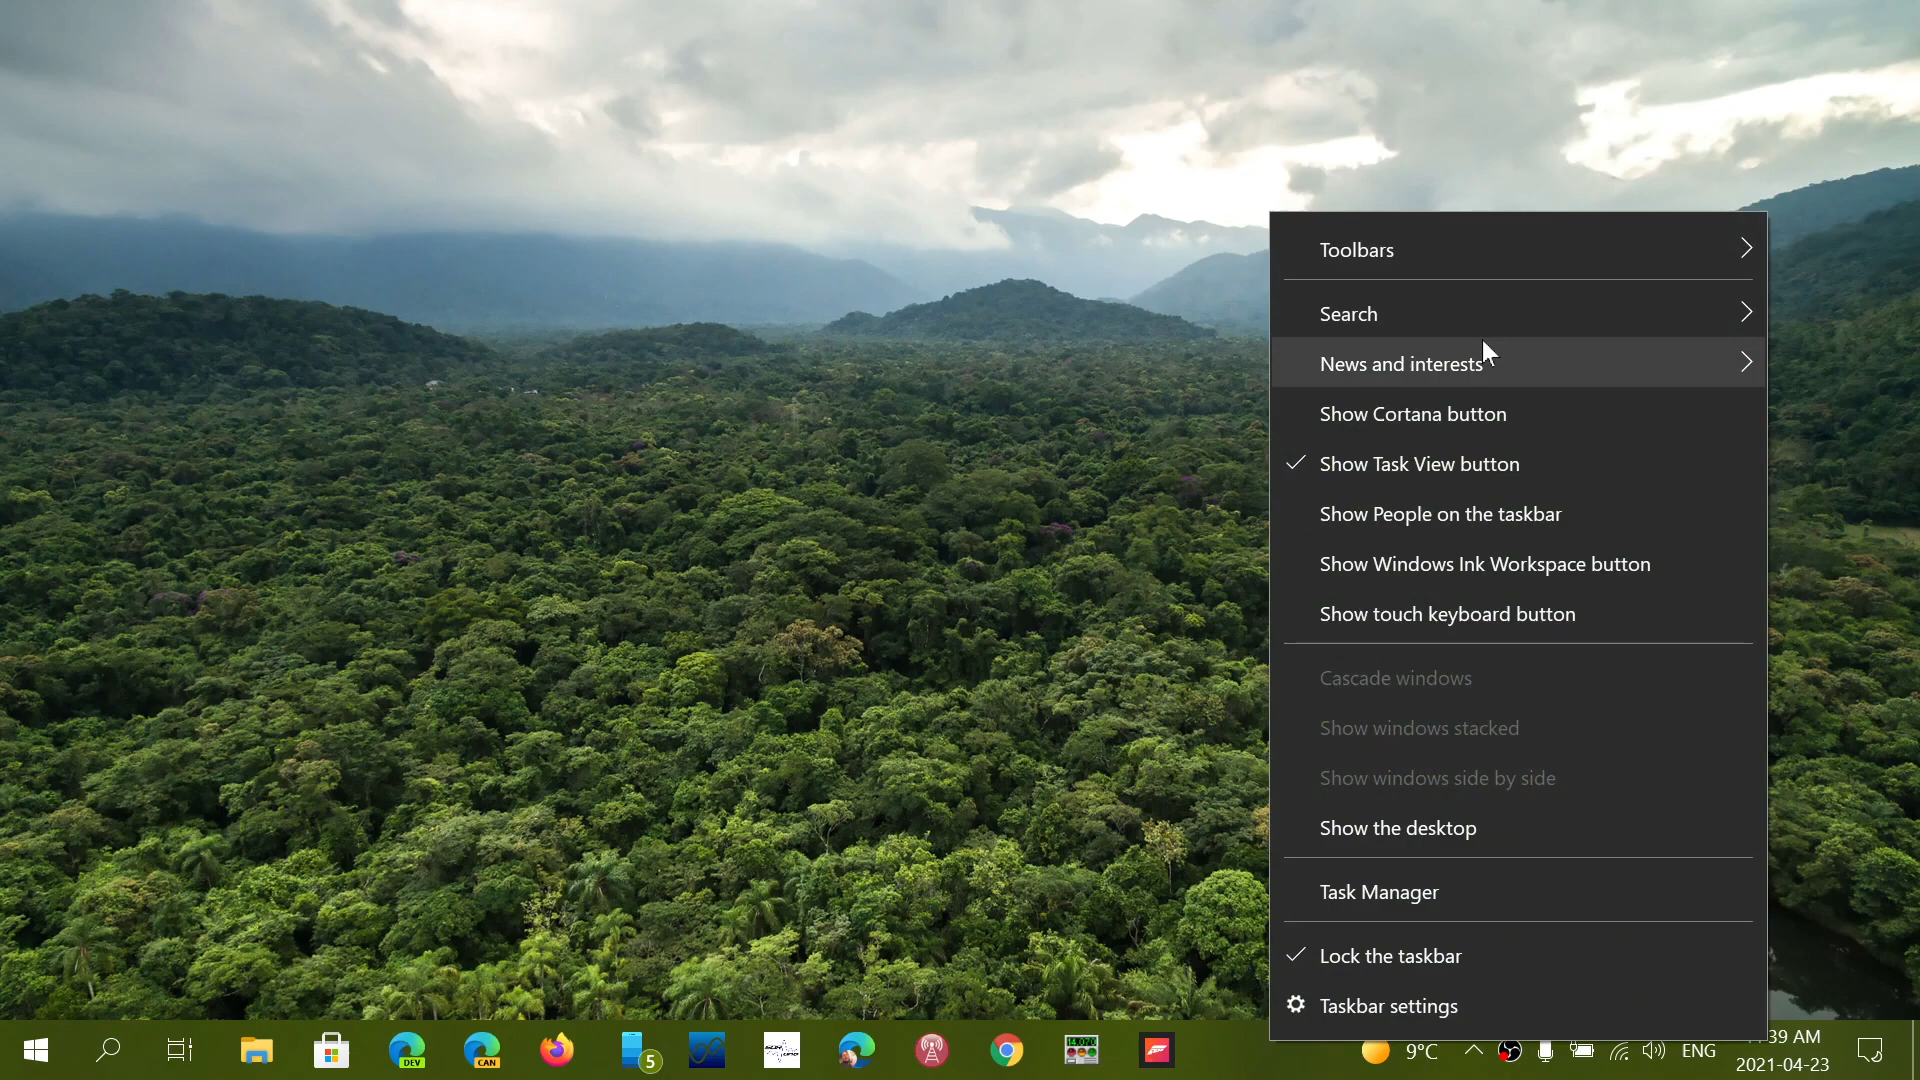 Toolbars
Search
News and interests
Show Cortana button
Show Task View button
Show People on the taskbar
Show Windows Ink Workspace button
Show touch keyboard button
Cascade windows
Show windows stacked
Show windows side by side
Show the desktop
Task Manager
Lock the taskbar
Taskbar settings
DEV
CAN
5
14.070
9°C
ENG
39 AM
2021-04-23